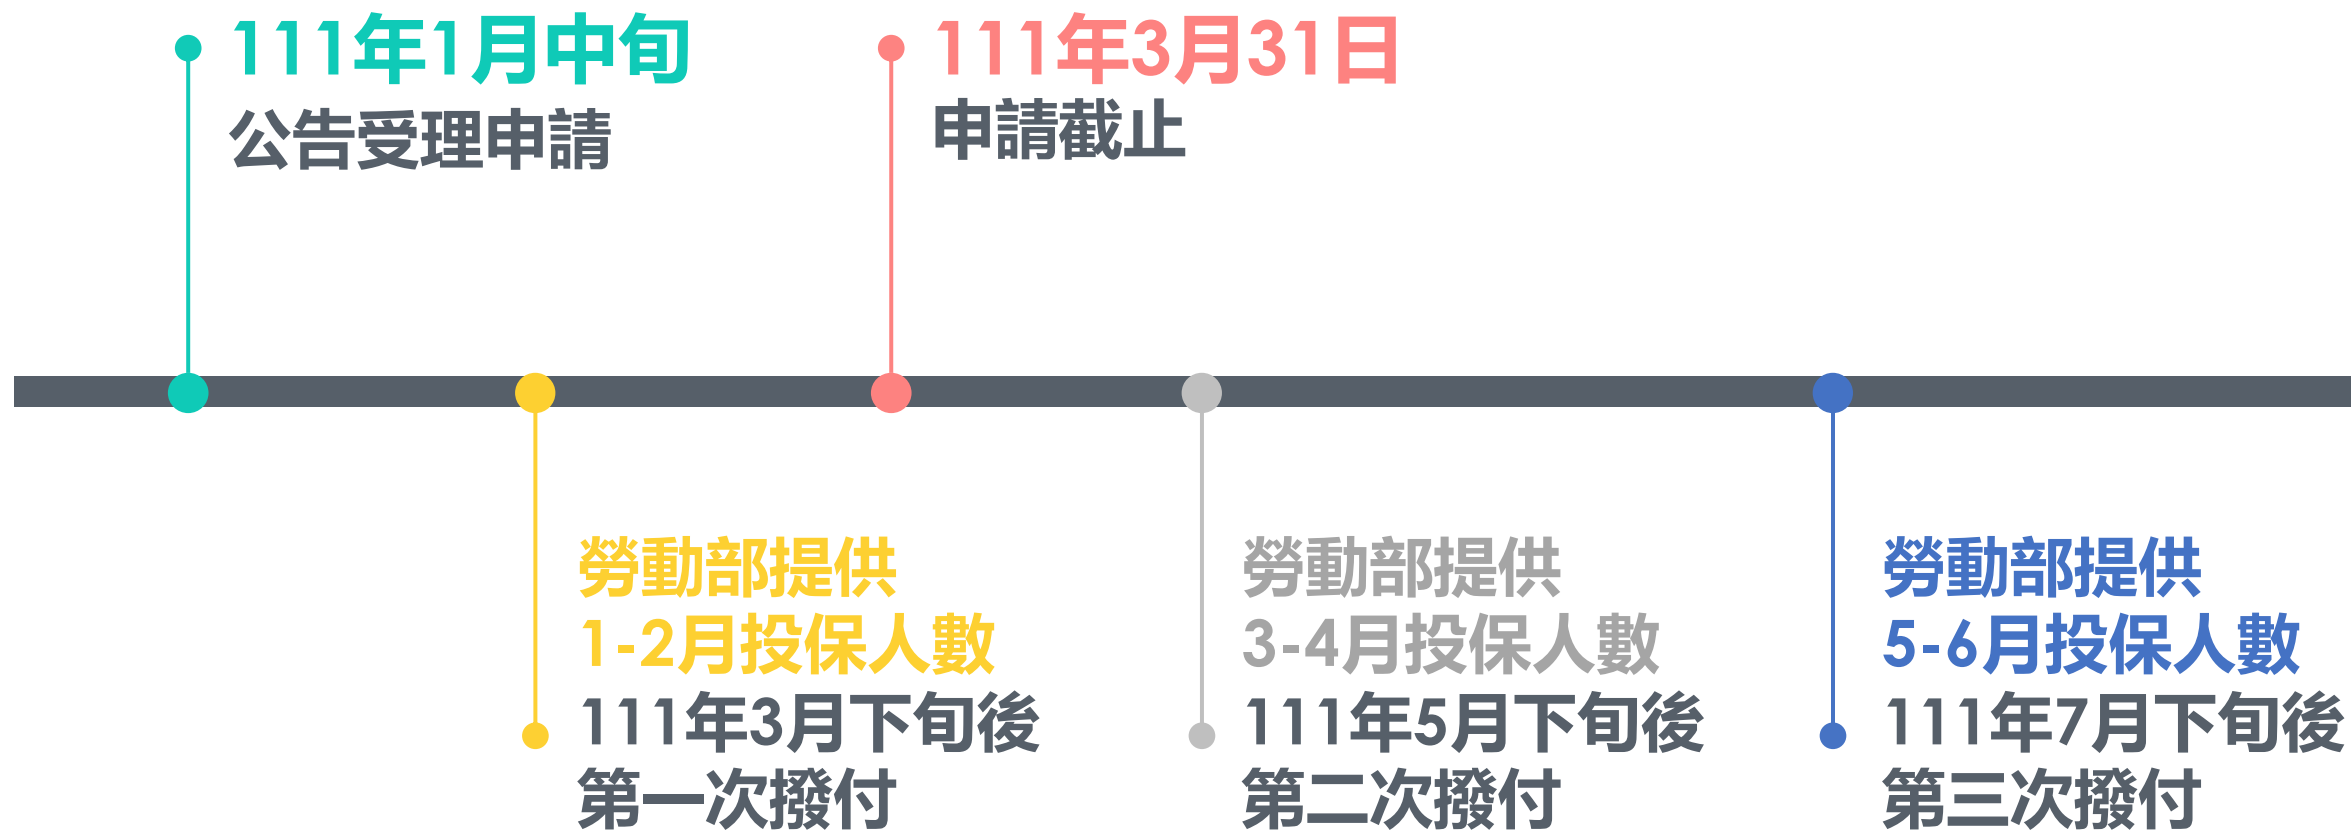 111年1月中旬
公告受理申請
111年3月31日
申請截止
勞動部提供
1-2月投保人數
111年3月下旬後
第一次撥付
勞動部提供
3-4月投保人數
111年5月下旬後
第二次撥付
勞動部提供
5-6月投保人數
111年7月下旬後
第三次撥付